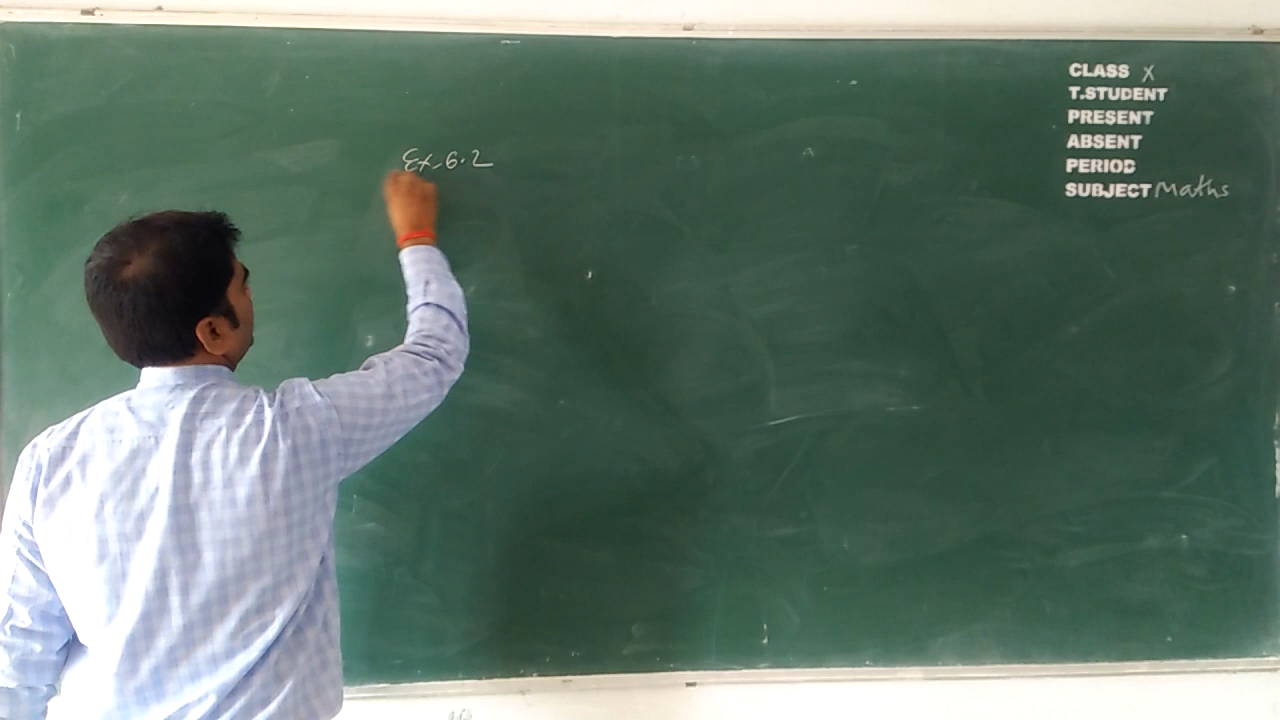 Ex. 6.2
CLASS X
T.STUDENT
PRESENT
ABSENT
PERIOD
SUBJECT Maths